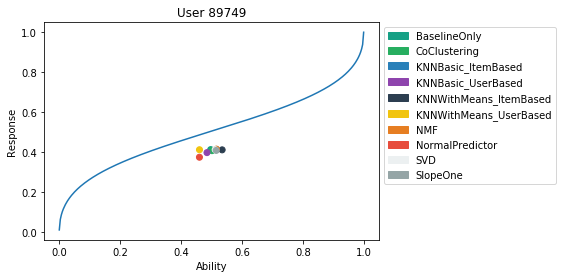 User 89749
1.0
0.8
0.6
0.4
0.2
0.0
Response
0.0 0.2 0.4 0.6 0.8 1.0
Ability
BaselineOnly
CoClustering
KNNBasic_ItemBased
KNNBasic_UserBased
KNNWithMeans_ItemBased
KNNWithMeans_UserBased
NMF
NormalPredictor
SVD
SlopeOne